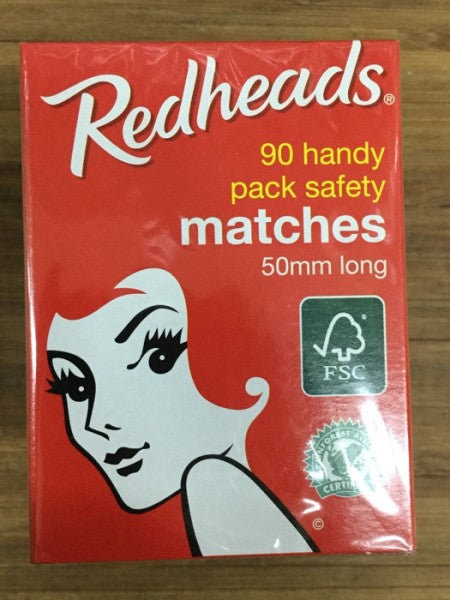 Redheads®
90 handy
pack safety
matches
50mm long
FSC
©